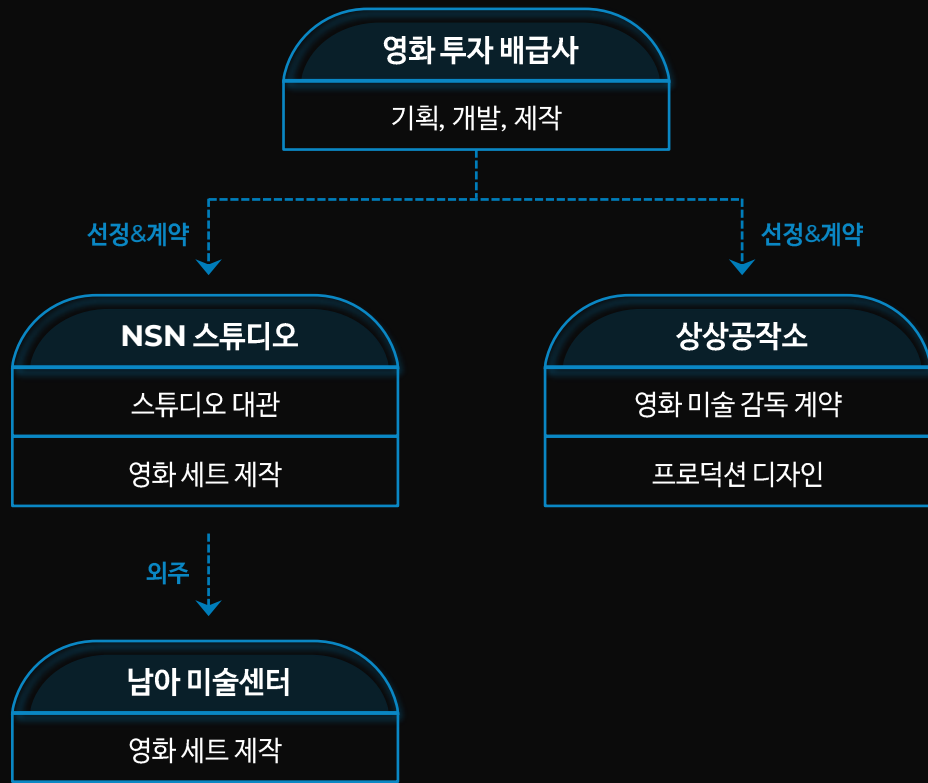 영화 투자 배급사
기획, 개발, 제작
선정&계약
선정&계약
NSN 스튜디오
스튜디오 대관
영화 세트 제작
상상공작소
영화 미술 감독 계약
프로덕션 디자인
외주
남아 미술센터
영화 세트 제작